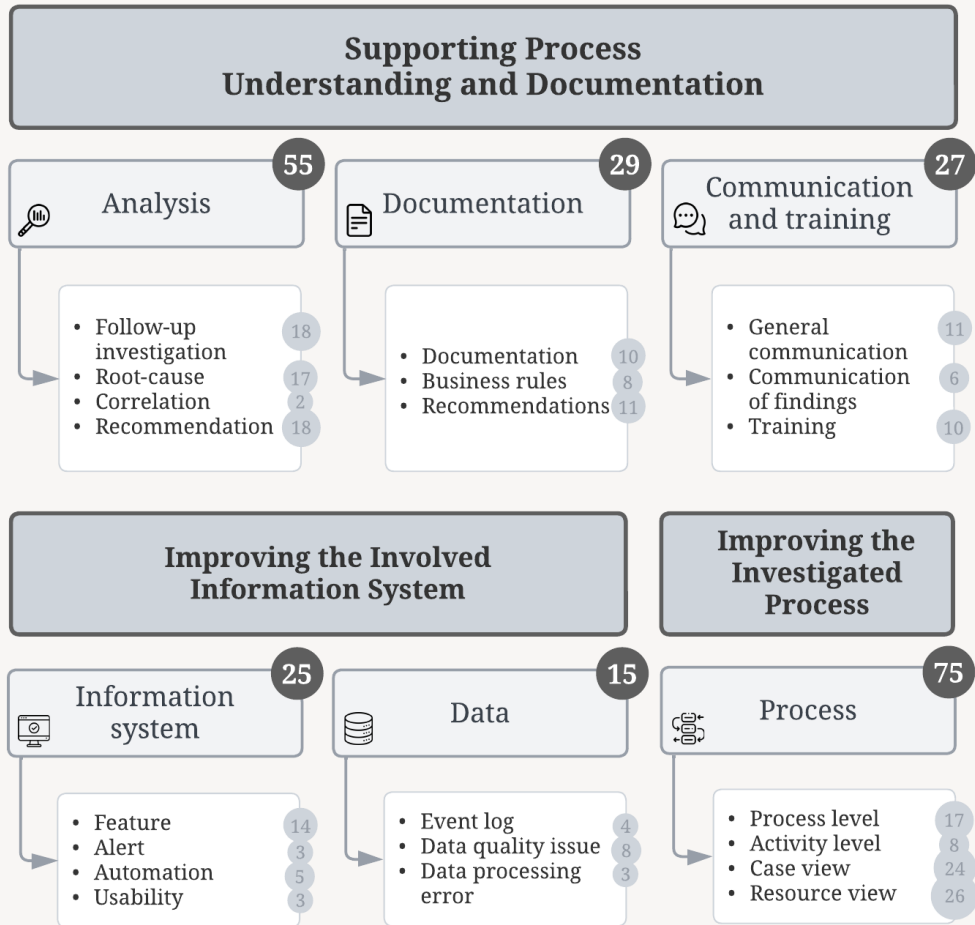 Supporting Process
Understanding and Documentation
55
Analysis
29
Documentation
27
Communication
and training
• Follow-up
investigation
18
• Root-cause
17
• Correlation
2
• Recommendation
18
• Documentation
10
• Business rules
8
• Recommendations
11
• General
communication
11
• Communication
of findings
6
• Training
10
Improving the Involved
Information System
Improving the
Investigated
Process
25
Information
system
15
Data
75
Process
• Feature
14
• Alert
3
• Automation
5
• Usability
3
• Event log
4
• Data quality issue
8
• Data processing
error
3
• Process level
17
• Activity level
8
• Case view
24
• Resource view
26